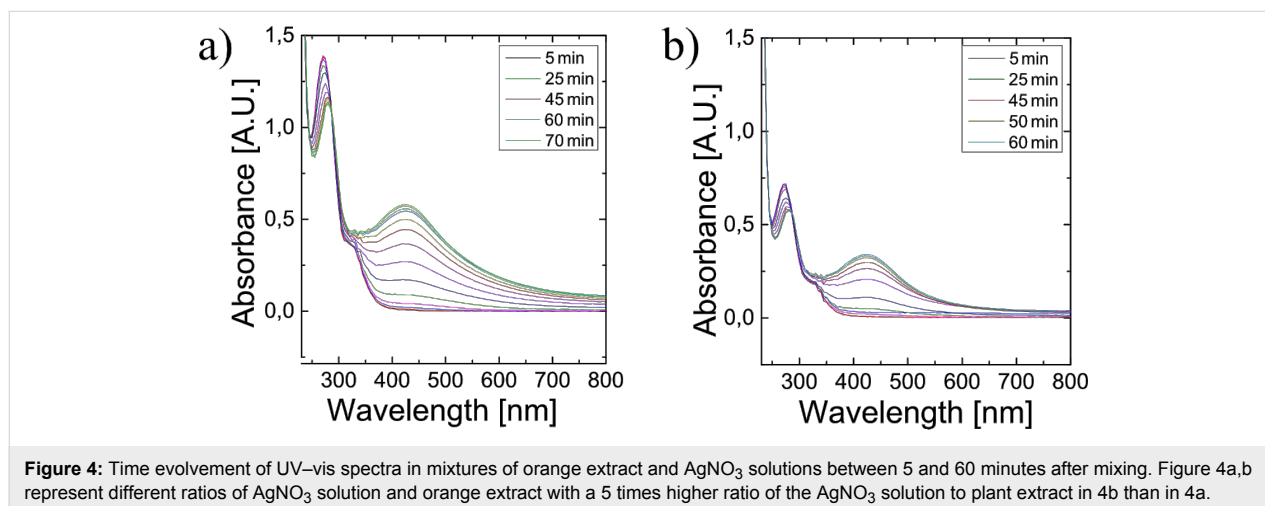 a)
1,5
1,0
0,5
0,0
Absorbance [A.U.]
300 400 500 600 700 800
Wavelength [nm]
5 min
25 min
45 min
60 min
70 min
b)
1,5
1,0
0,5
0,0
Absorbance [A.U.]
300 400 500 600 700 800
Wavelength [nm]
5 min
25 min
45 min
50 min
60 min
Figure 4: Time evolvement of UV–vis spectra in mixtures of orange extract and AgNO₃ solutions between 5 and 60 minutes after mixing. Figure 4a,b
represent different ratios of AgNO₃ solution and orange extract with a 5 times higher ratio of the AgNO₃ solution to plant extract in 4b than in 4a.